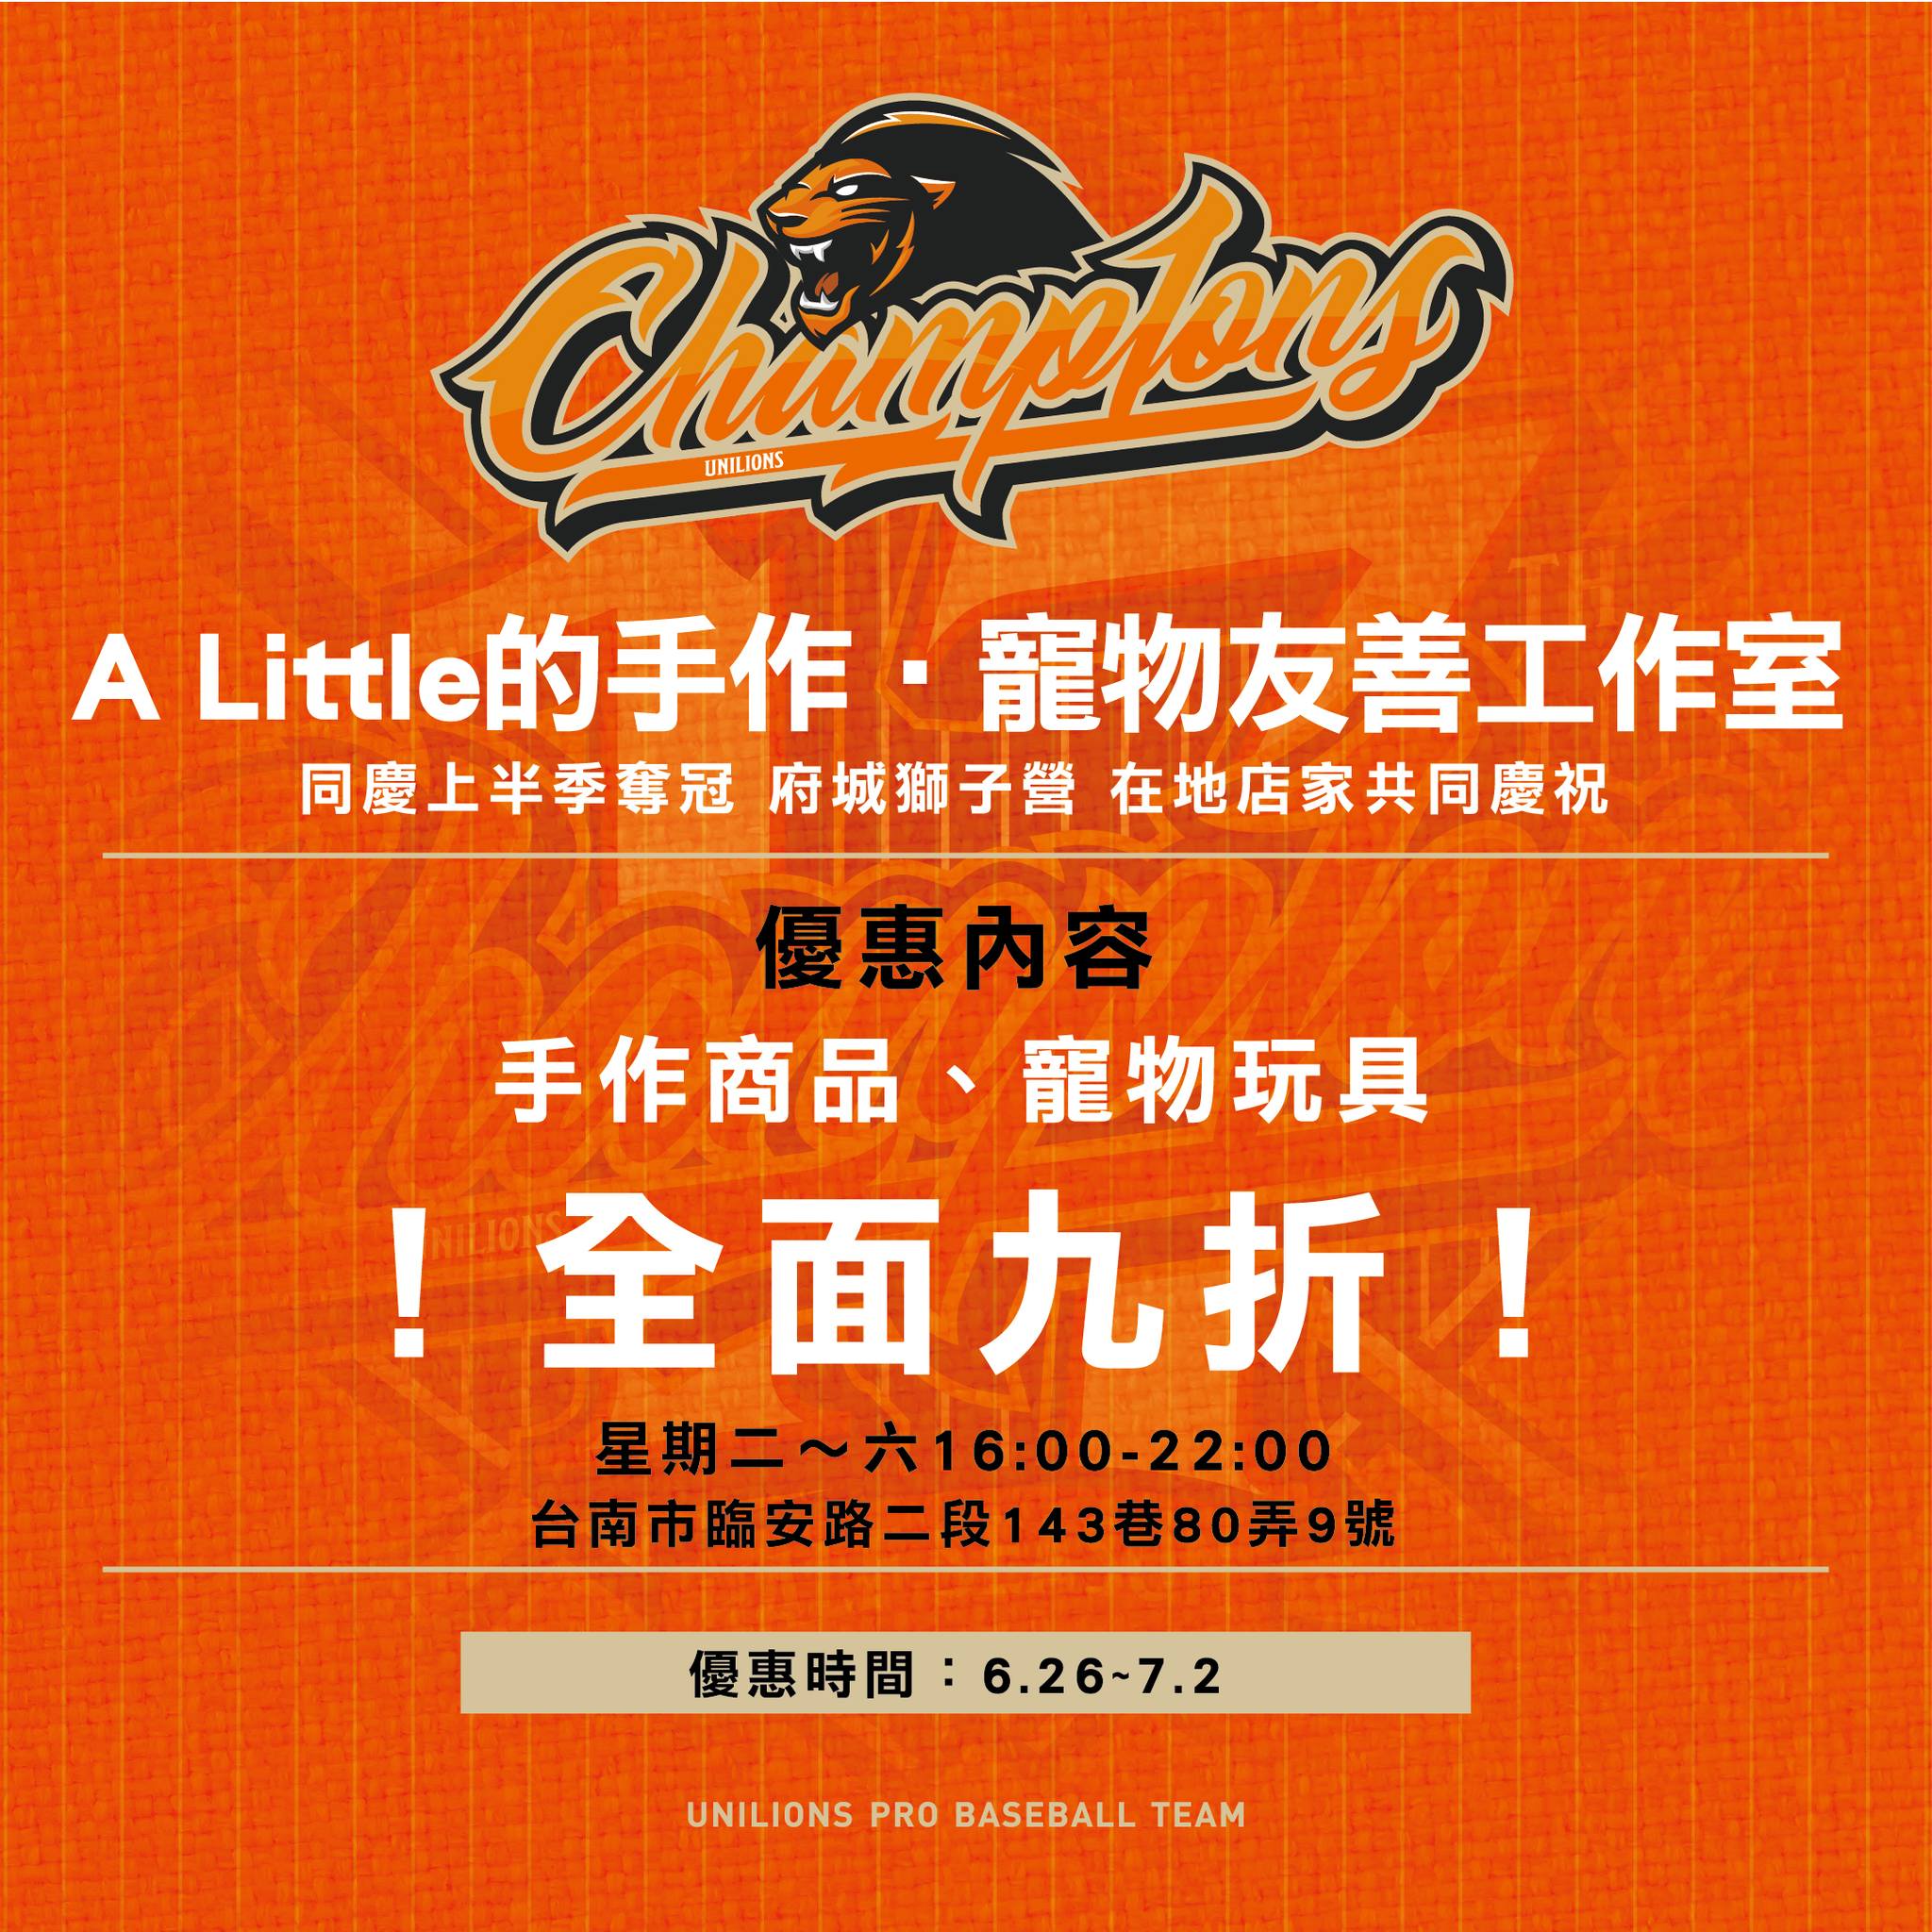 Champ1ons
UNILIONS
A Little的手作·寵物友善工作室
同慶上半季奪冠 府城獅子營 在地店家共同慶祝
優惠內容
手作商品、寵物玩具
！全面九折！
星期二～六16:00-22:00
台南市臨安路二段143巷80弄9號
優惠時間：6.26~7.2
UNILIONS PRO BASEBALL TEAM